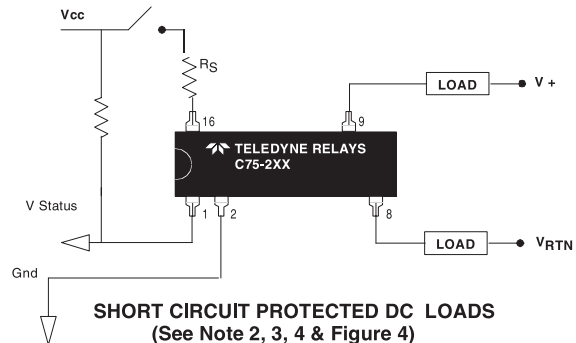 Vcc
RS
16
9
LOAD
V +
TELEDYNE RELAYS
C75-2XX
V Status
1
2
8
LOAD
VRTN
Gnd
SHORT CIRCUIT PROTECTED DC LOADS
(See Note 2, 3, 4 & Figure 4)